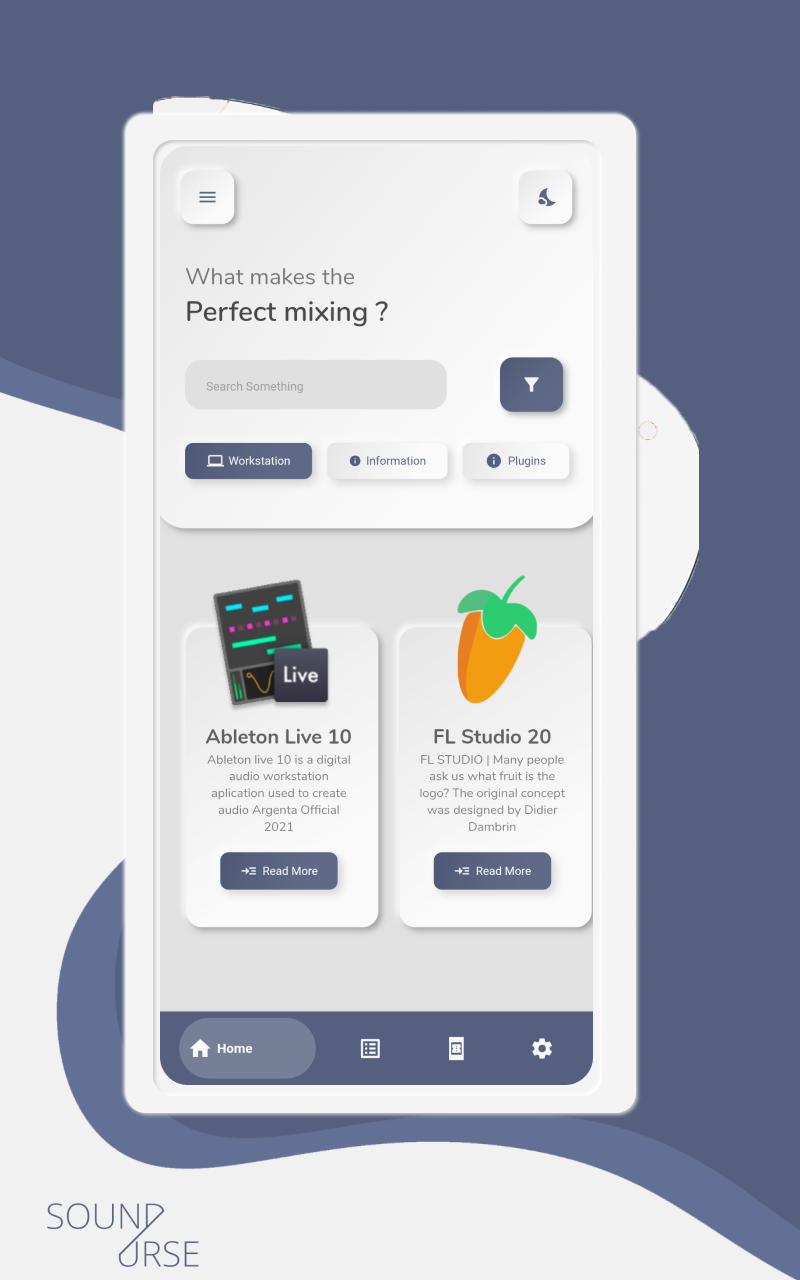 What makes the
Perfect mixing ?
Search Something
Workstation
Information
Plugins
Live
Ableton Live 10
Ableton live 10 is a digital
audio workstation
aplication used to create
audio Argenta Official
2021
Read More
FL Studio 20
FL STUDIO | Many people
ask us what fruit is the
logo? The original concept
was designed by Didier
Dambrin
Read More
Home
SOUND
URSE